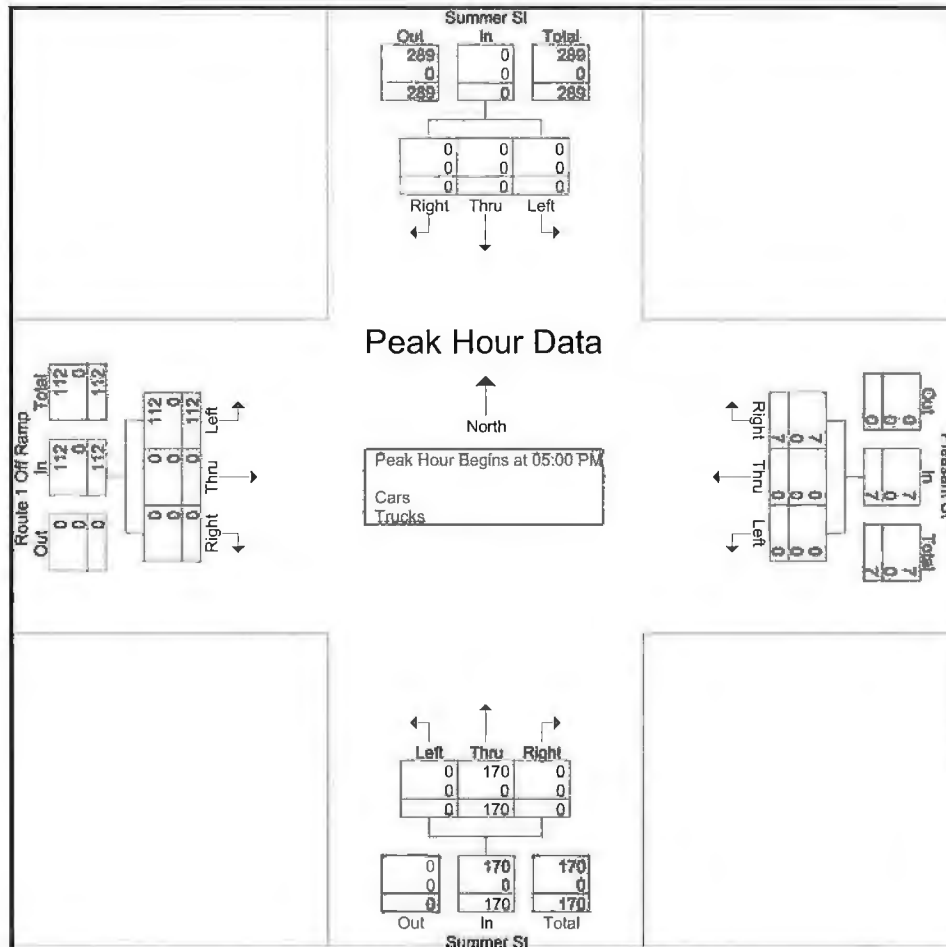 Summer St
Out In Total
289 0 289
0 0 0
289 0 289
0 0 0
0 0 0
0 0 0
Right Thru Left
Peak Hour Data
North
Peak Hour Begins at 05:00 PM
Cars
Trucks
Route 1 Off Ramp
Total In Out
112 112 0
0 0 0
112 112 0
Left Thru Right
112 0 0
0 0 0
112 0 0
Right Thru Left
7 0 0
0 0 0
7 0 0
Out In Total
0 7 7
0 0 0
0 7 7
Left Thru Right
0 170 0
0 0 0
0 170 0
0 170 170
0 0 0
0 170 170
Out In Total
Summer St